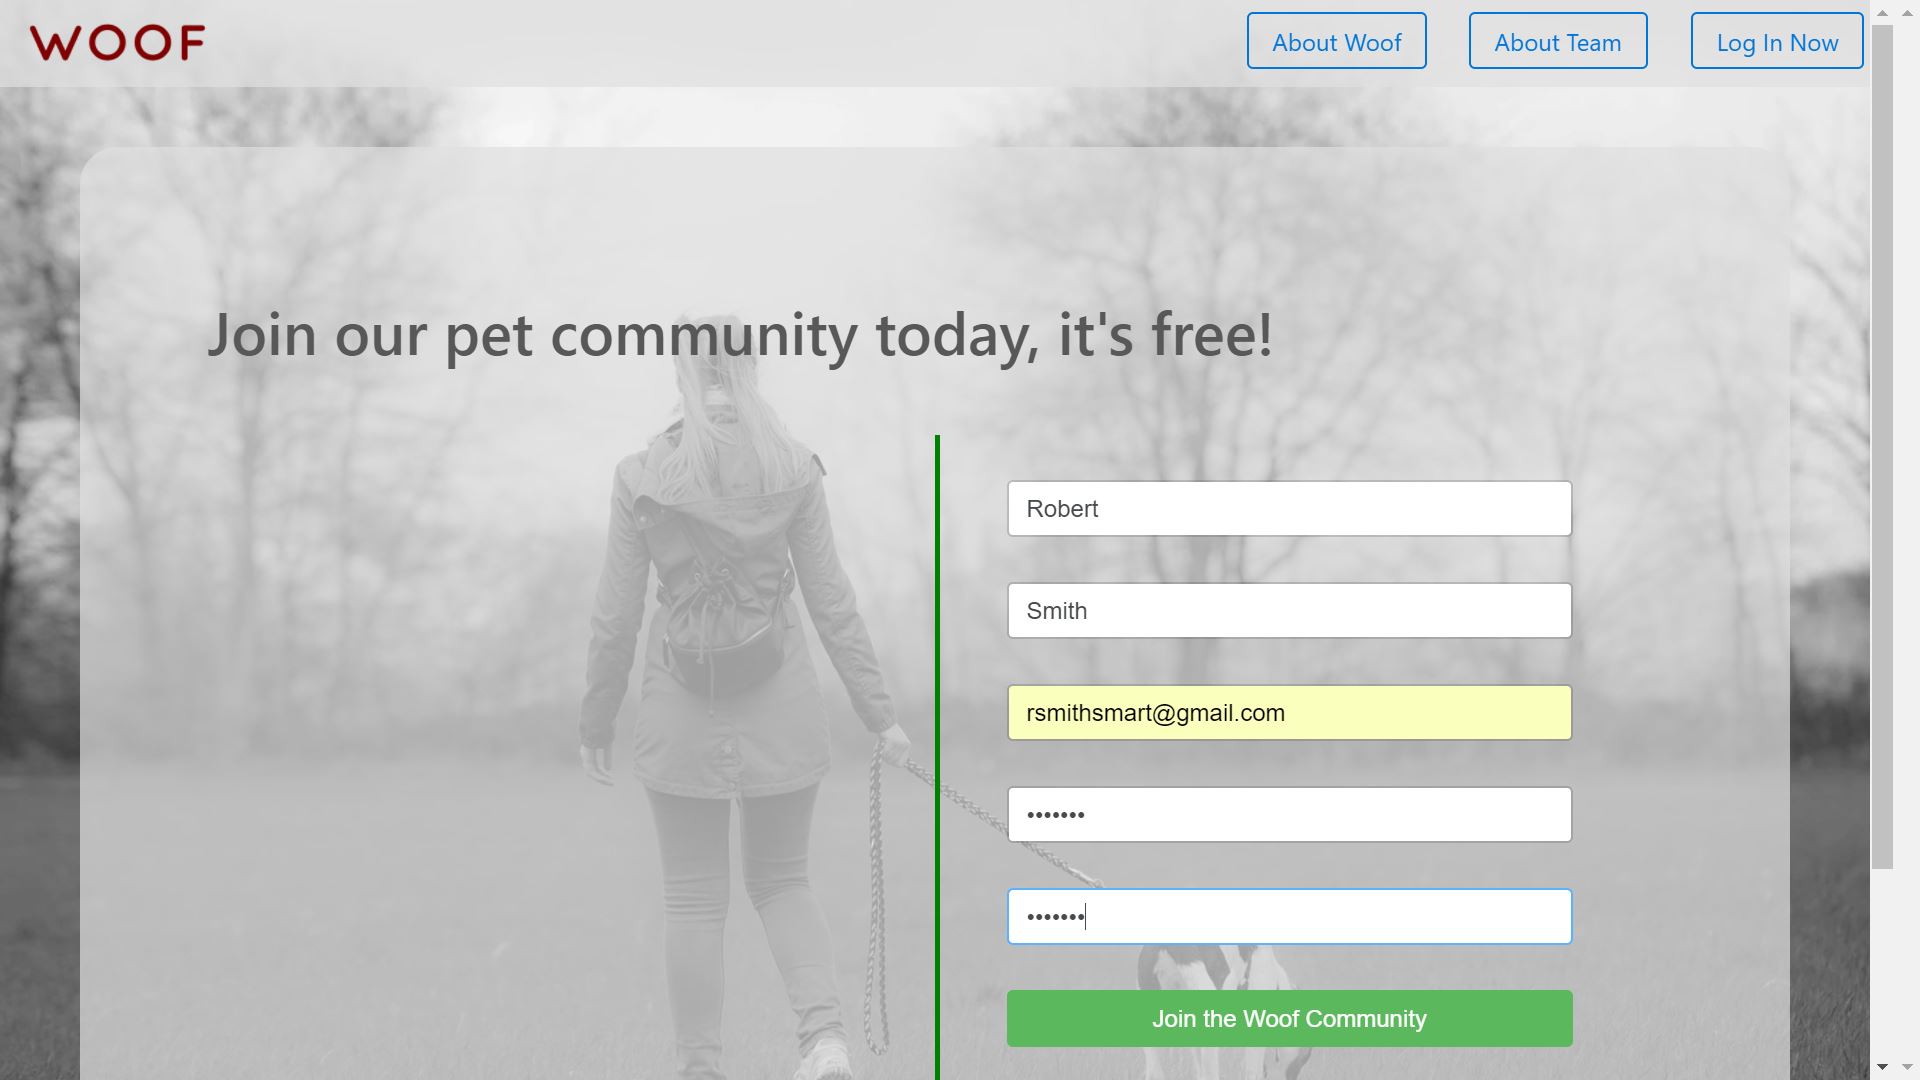 WOOF
About Woof
About Team
Log In Now
Join our pet community today, it's free!
Robert
Smith
rsmithsmart@gmail.com
•••••••
•••••••
Join the Woof Community